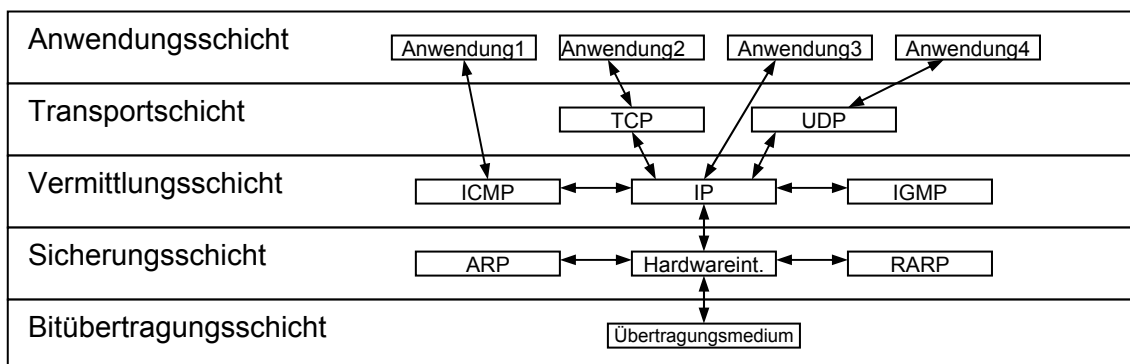 Anwendungsschicht
Anwendung1 Anwendung2 Anwendung3 Anwendung4
Transportschicht
TCP UDP
Vermittlungsschicht
ICMP IP IGMP
Sicherungsschicht
ARP Hardwareint. RARP
Bitübertragungsschicht
Übertragungsmedium